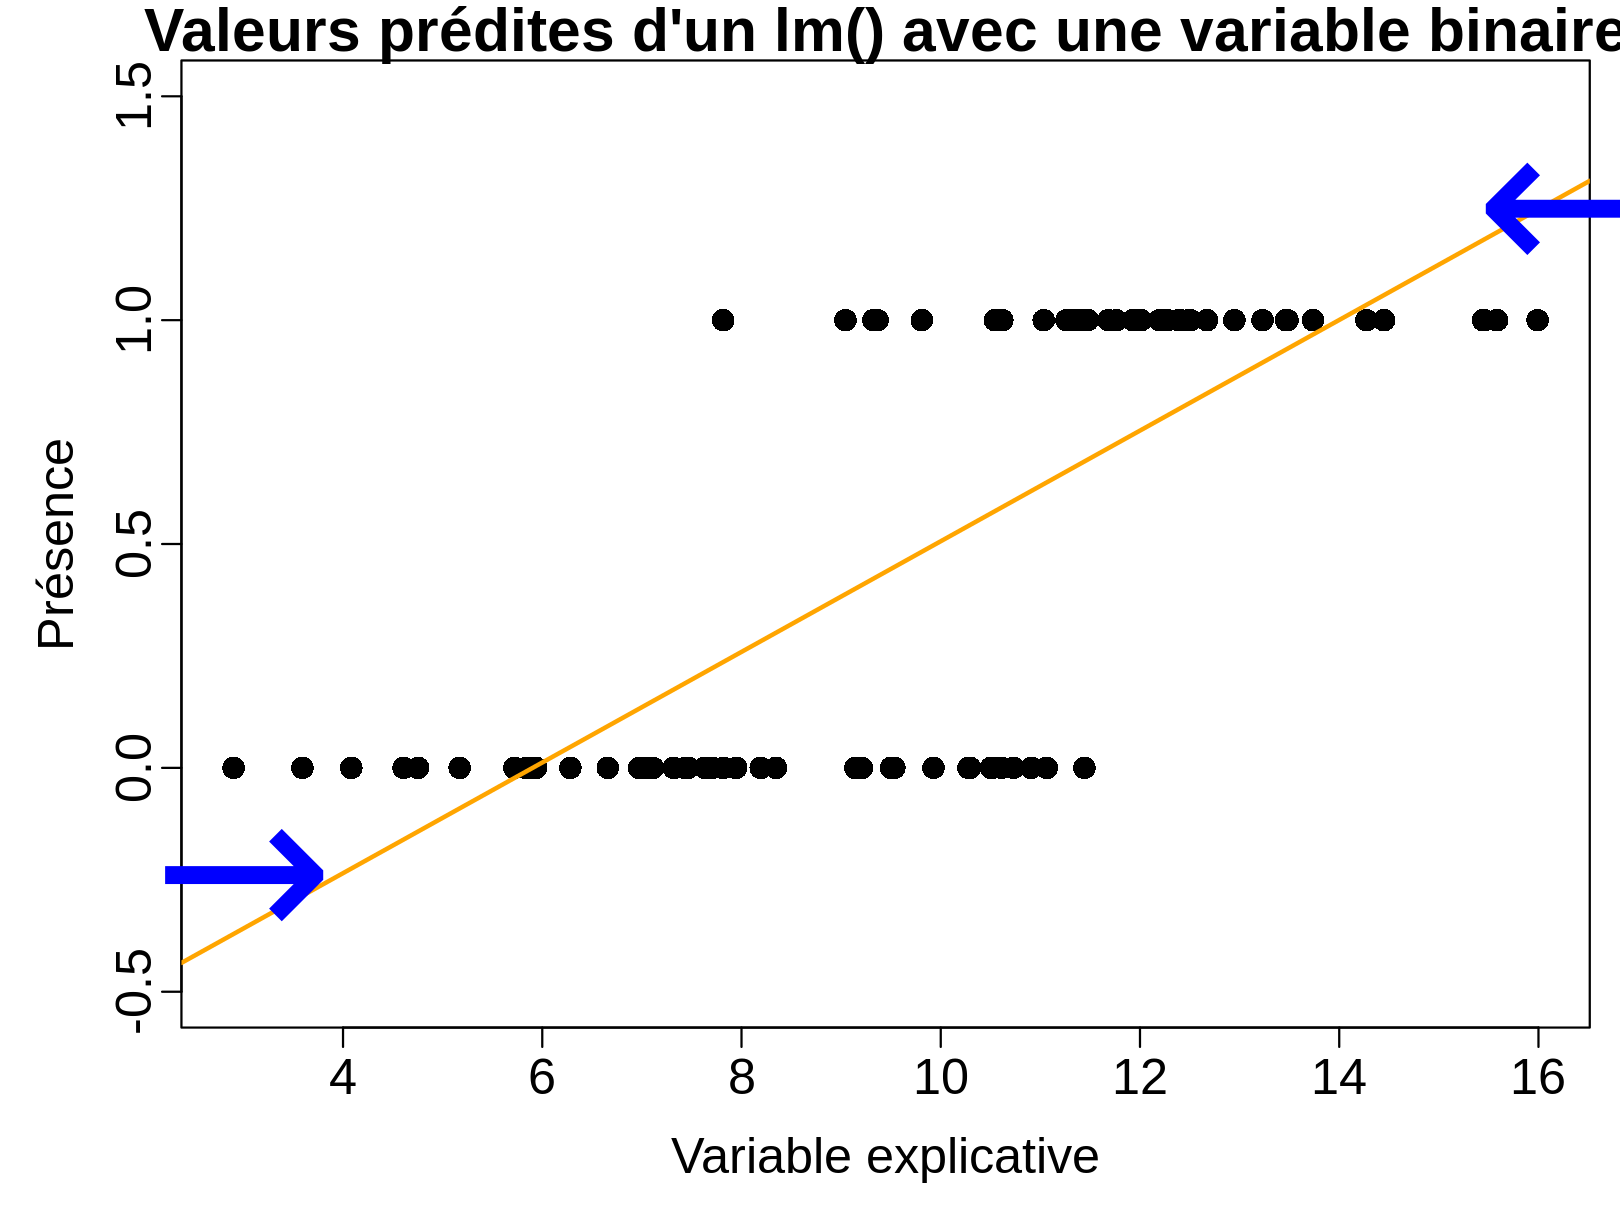 Valeurs prédites d'un lm() avec une variable binaire
1.5
1.0
0.5
0.0
-0.5
Présence
4 6 8 10 12 14 16
Variable explicative